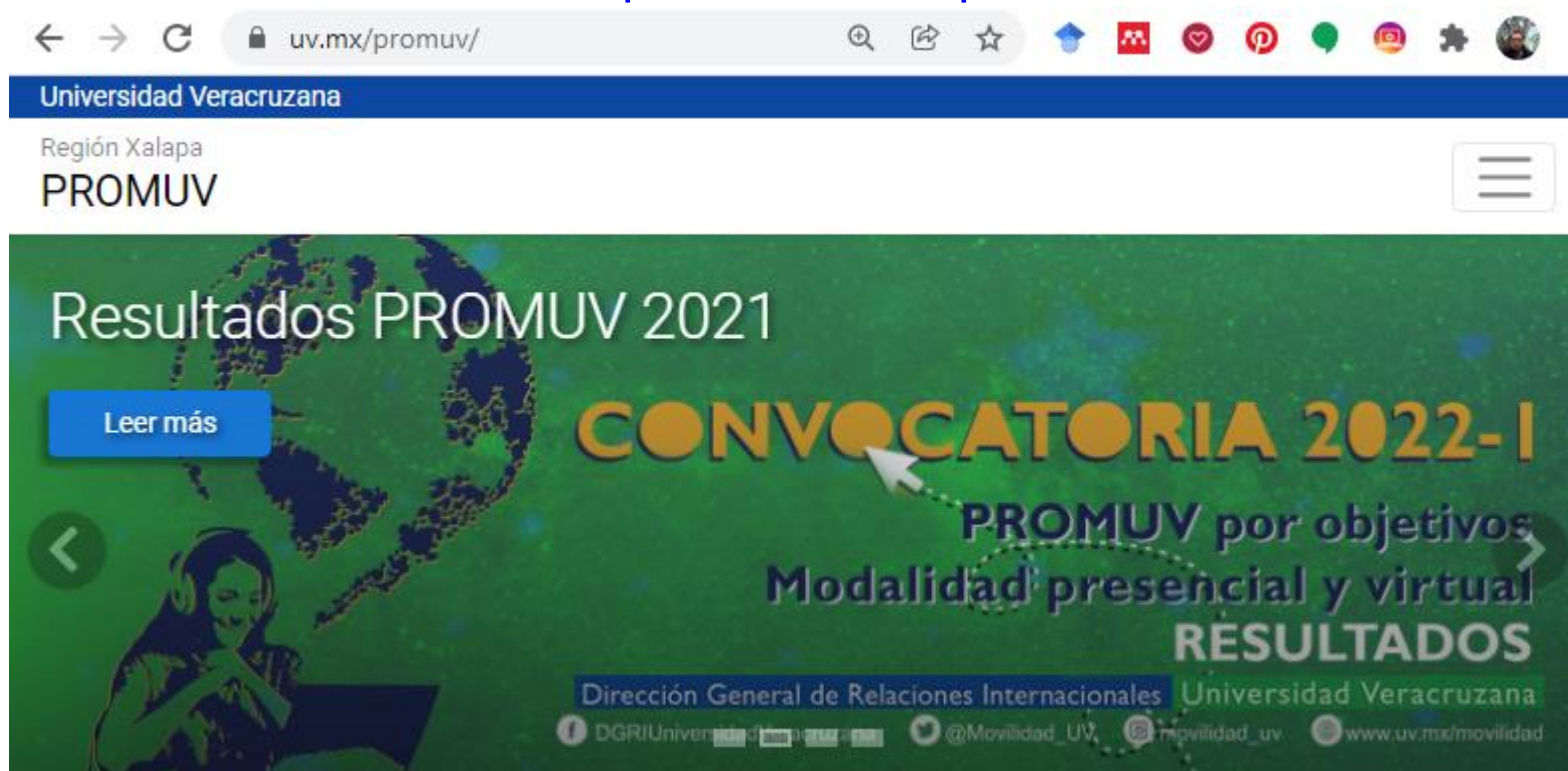 uv.mx/promuv/
Universidad Veracruzana
Región Xalapa
PROMUV
Resultados PROMUV 2021
Leer más
CONVOCATORIA 2022-I
PROMUV por objetivos
Modalidad presencial y virtual
RESULTADOS
Dirección General de Relaciones Internacionales Universidad Veracruzana
@Movilidad_UV movilidad_uv www.uv.mx/movilidad